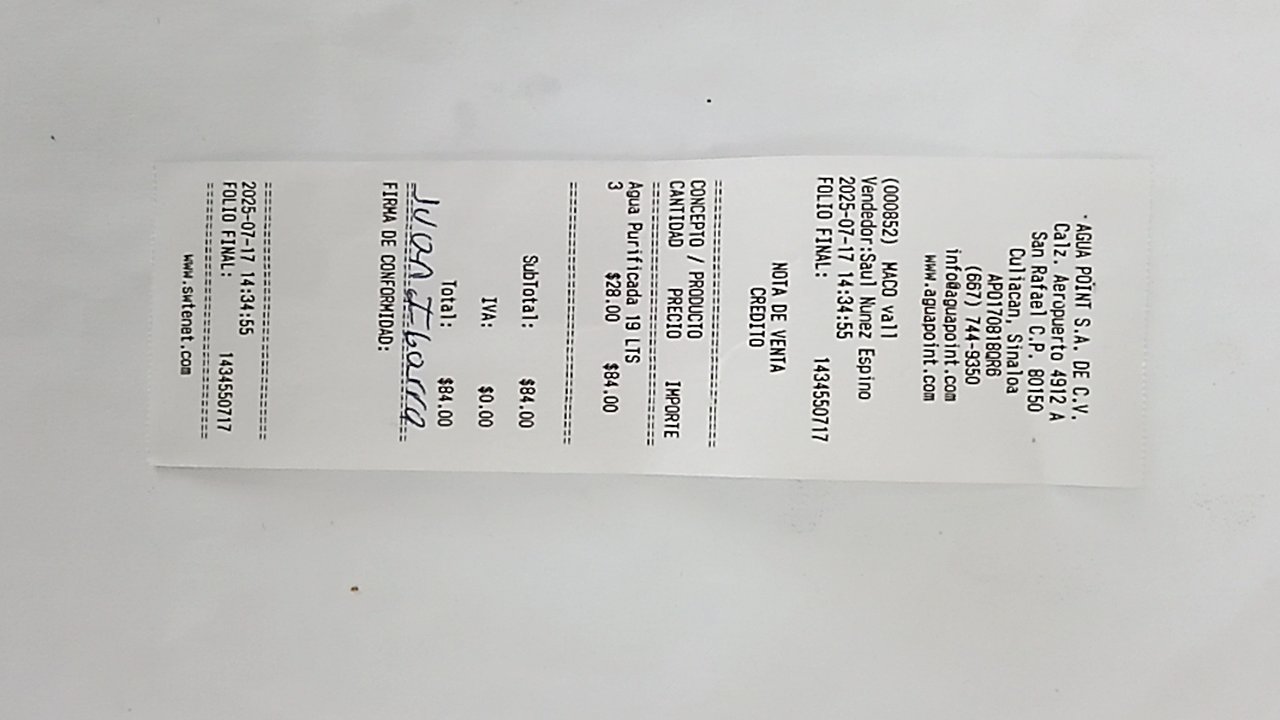 AGUA POINT S.A. DE C.V.
Calz. Aeropuerto 4912 A
San Rafael C.P. 80150
Culiacan, Sinaloa
APO170818QR6
(667) 744-9350
info@aguapoint.com
www.aguapoint.com
NOTA DE VENTA
CREDITO
(000852) MACO vall
Vendedor:Saul Nunez Espino
2025-07-17 14:34:55
FOLIO FINAL: 1434550717
==============================
CONCEPTO / PRODUCTO
CANTIDAD PRECIO IMPORTE
==============================
Agua Purificada 19 LTS
3 $28.00 $84.00
==============================
SubTotal: $84.00
IVA: $0.00
Total: $84.00
Juan d Ibarra
==============================
FIRMA DE CONFORMIDAD:
==============================
2025-07-17 14:34:55
FOLIO FINAL: 1434550717
==============================
www.swtenet.com